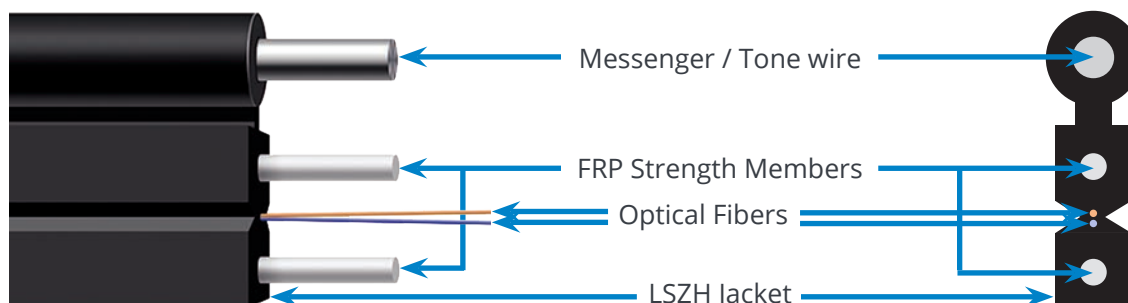 Messenger / Tone wire
FRP Strength Members
Optical Fibers
LSZH Jacket